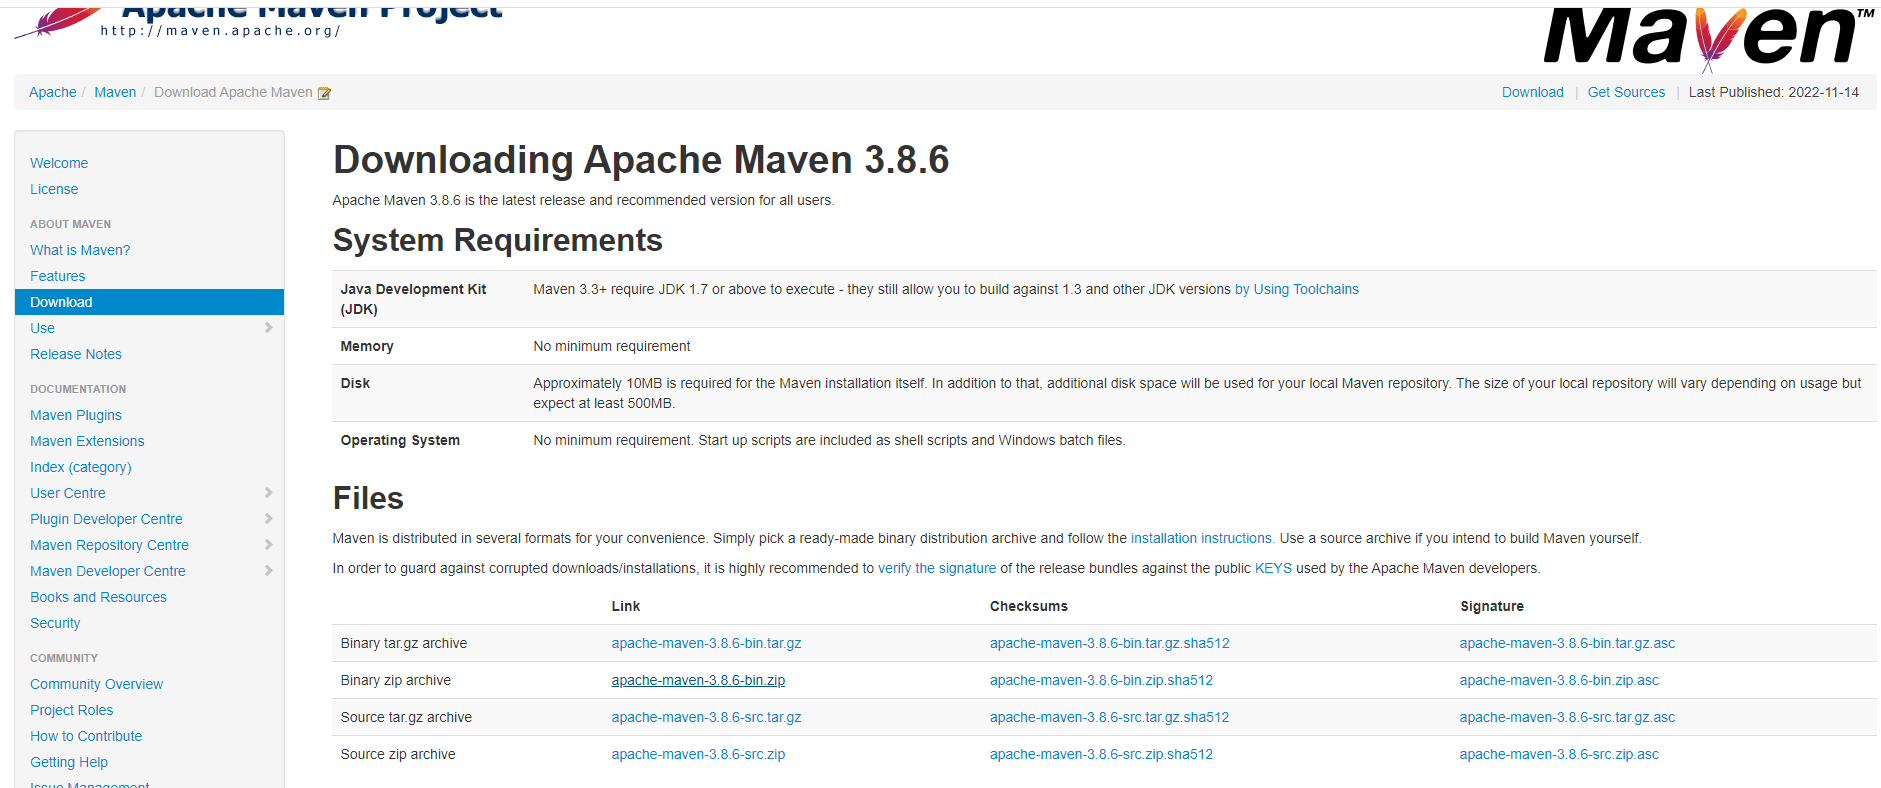 Apache Maven Project
http://maven.apache.org/
Maven™
Apache / Maven / Download Apache Maven
Download | Get Sources | Last Published: 2022-11-14
Welcome
License
ABOUT MAVEN
What is Maven?
Features
Download
Use
Release Notes
DOCUMENTATION
Maven Plugins
Maven Extensions
Index (category)
User Centre
Plugin Developer Centre
Maven Repository Centre
Maven Developer Centre
Books and Resources
Security
COMMUNITY
Community Overview
Project Roles
How to Contribute
Getting Help
Issue Management
Downloading Apache Maven 3.8.6
Apache Maven 3.8.6 is the latest release and recommended version for all users.
System Requirements
Java Development Kit (JDK) Maven 3.3+ require JDK 1.7 or above to execute - they still allow you to build against 1.3 and other JDK versions by Using Toolchains
Memory No minimum requirement
Disk Approximately 10MB is required for the Maven installation itself. In addition to that, additional disk space will be used for your local Maven repository. The size of your local repository will vary depending on usage but
expect at least 500MB.
Operating System No minimum requirement. Start up scripts are included as shell scripts and Windows batch files.
Files
Maven is distributed in several formats for your convenience. Simply pick a ready-made binary distribution archive and follow the installation instructions. Use a source archive if you intend to build Maven yourself.
In order to guard against corrupted downloads/installations, it is highly recommended to verify the signature of the release bundles against the public KEYS used by the Apache Maven developers.
Link Checksums Signature
Binary tar.gz archive apache-maven-3.8.6-bin.tar.gz apache-maven-3.8.6-bin.tar.gz.sha512 apache-maven-3.8.6-bin.tar.gz.asc
Binary zip archive apache-maven-3.8.6-bin.zip apache-maven-3.8.6-bin.zip.sha512 apache-maven-3.8.6-bin.zip.asc
Source tar.gz archive apache-maven-3.8.6-src.tar.gz apache-maven-3.8.6-src.tar.gz.sha512 apache-maven-3.8.6-src.tar.gz.asc
Source zip archive apache-maven-3.8.6-src.zip apache-maven-3.8.6-src.zip.sha512 apache-maven-3.8.6-src.zip.asc